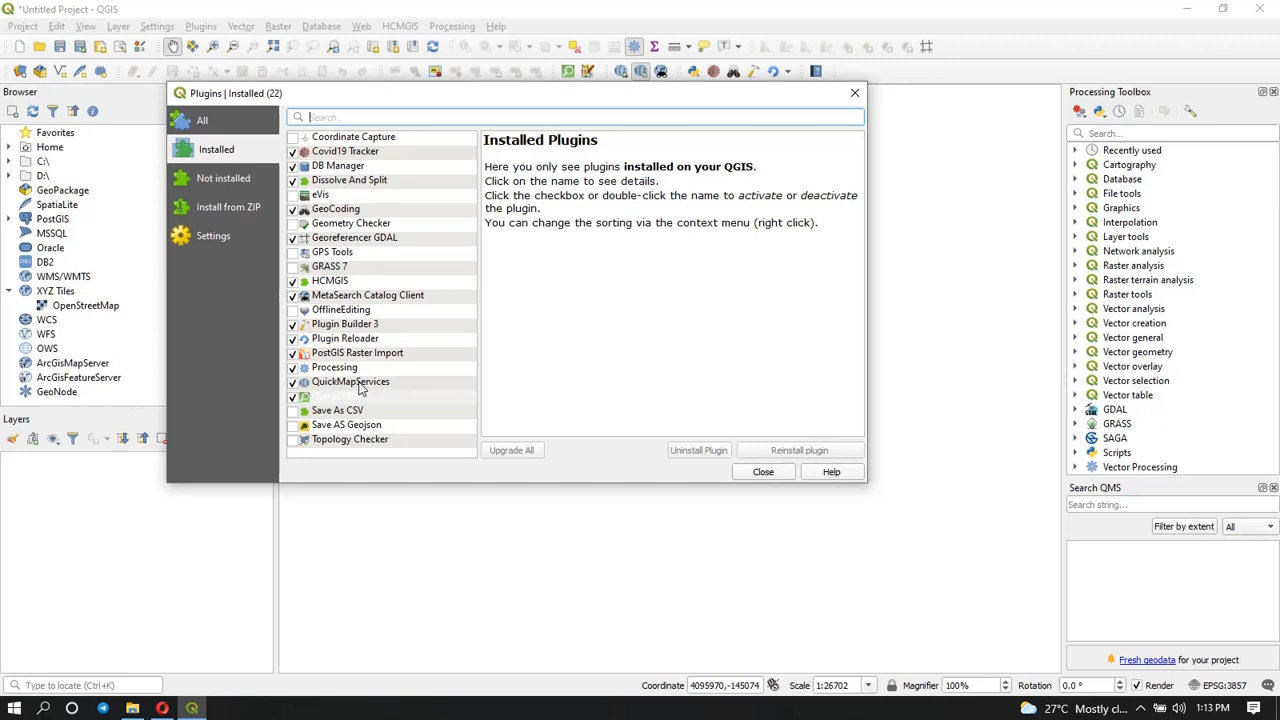 *Untitled Project - QGIS
Project Edit View Layer Settings Plugins Vector Raster Database Web HCMGIS Processing Help
Plugins | Installed (22)
Browser
Favorites
Home
C:\
D:\
GeoPackage
SpatiaLite
PostGIS
MSSQL
Oracle
DB2
WMS/WMTS
XYZ Tiles
OpenStreetMap
WCS
WFS
OWS
ArcGisMapServer
ArcGisFeatureServer
GeoNode
Layers
All
Installed
Not installed
Install from ZIP
Settings
Search...
Coordinate Capture
Covid19 Tracker
DB Manager
Dissolve And Split
eVis
GeoCoding
Geometry Checker
Georeferencer GDAL
GPS Tools
GRASS 7
HCMGIS
MetaSearch Catalog Client
OfflineEditing
Plugin Builder 3
Plugin Reloader
PostGIS Raster Import
Processing
QuickMapServices
Save As CSV
Save AS Geojson
Topology Checker
Installed Plugins
Here you only see plugins installed on your QGIS.
Click on the name to see details.
Click the checkbox or double-click the name to activate or deactivate
the plugin.
You can change the sorting via the context menu (right click).
Upgrade All Uninstall Plugin Reinstall plugin
Close Help
Processing Toolbox
Search...
Recently used
Cartography
Database
File tools
Graphics
Interpolation
Layer tools
Network analysis
Raster analysis
Raster terrain analysis
Raster tools
Vector analysis
Vector creation
Vector general
Vector geometry
Vector overlay
Vector selection
Vector table
GDAL
GRASS
SAGA
Scripts
Vector Processing
Search QMS
Search string...
Filter by extent All
Fresh geodata for your project
Type to locate (Ctrl+K) Coordinate 4095970,-145074 Scale 1:26702 Magnifier 100% Rotation 0.0 ° Render EPSG:3857
27°C Mostly cl... 1:13 PM